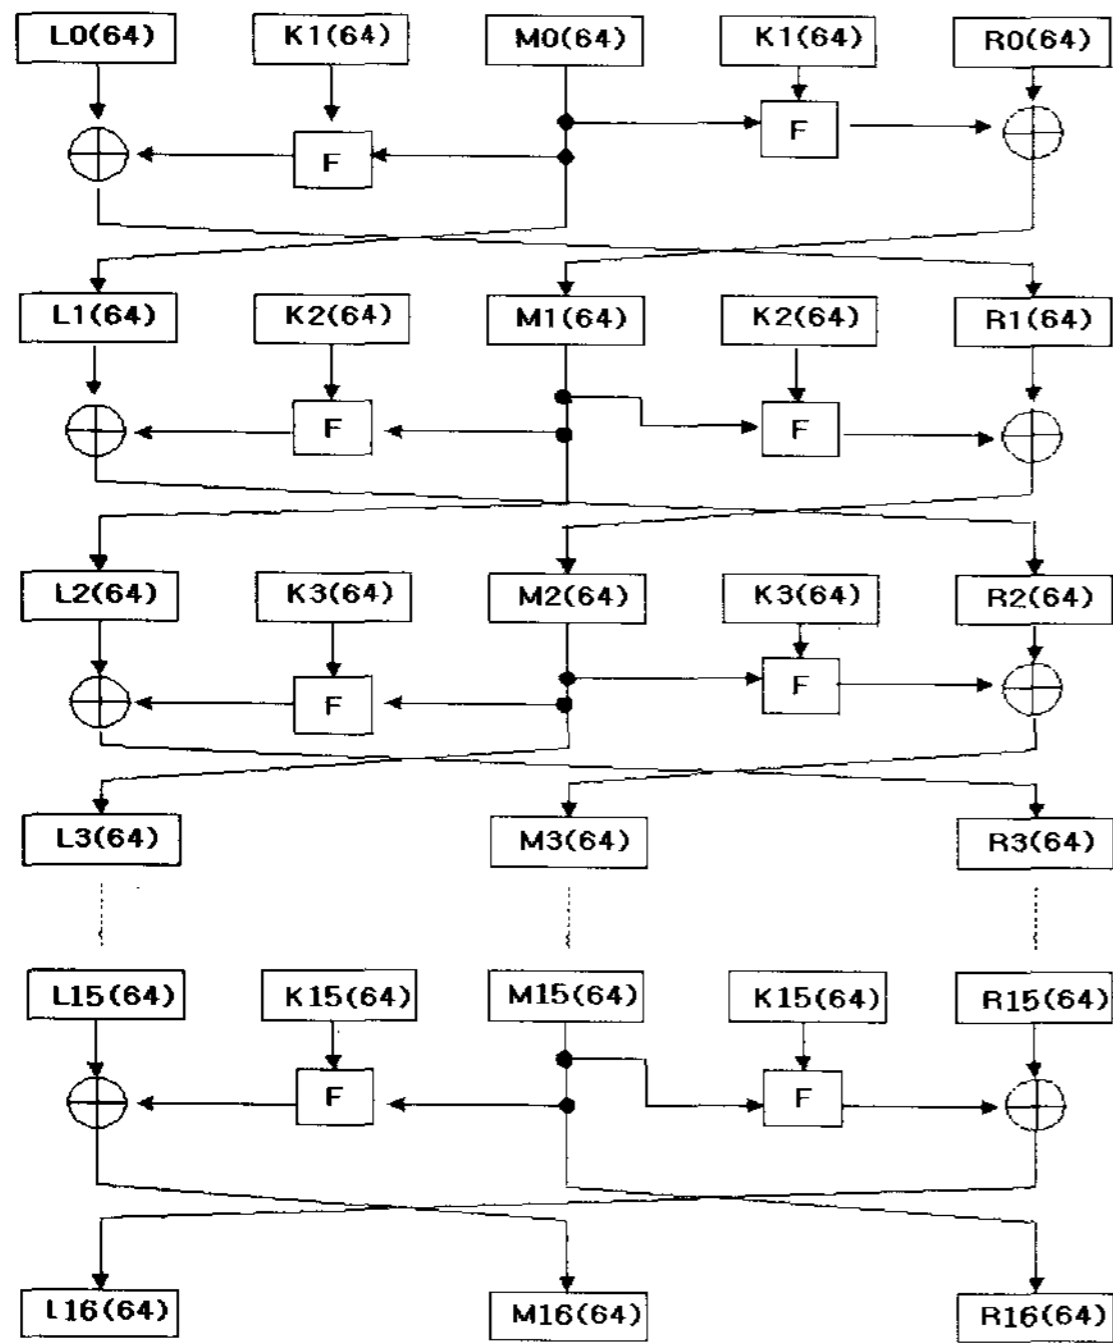 L0(64) K1(64) M0(64) K1(64) R0(64)
F F
L1(64) K2(64) M1(64) K2(64) R1(64)
F F
L2(64) K3(64) M2(64) K3(64) R2(64)
F F
L3(64) M3(64) R3(64)
L15(64) K15(64) M15(64) K15(64) R15(64)
F F
L16(64) M16(64) R16(64)